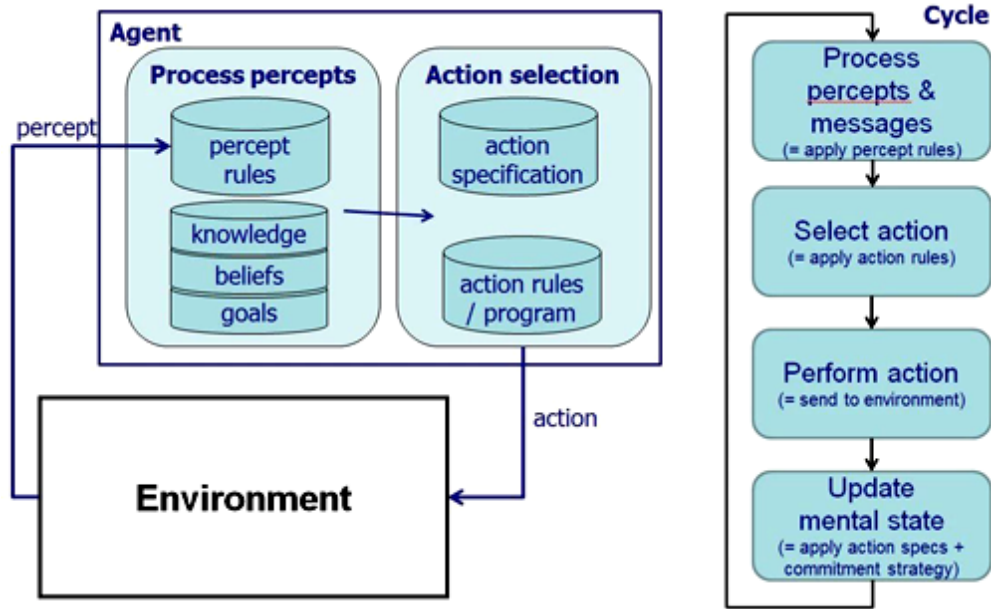 Agent
Process percepts
percept
percept
rules
knowledge
beliefs
goals
Action selection
action
specification
action rules
/ program
action
Environment
Cycle
Process
percepts &
messages
(= apply percept rules)
Select action
(= apply action rules)
Perform action
(= send to environment)
Update
mental state
(= apply action specs +
commitment strategy)